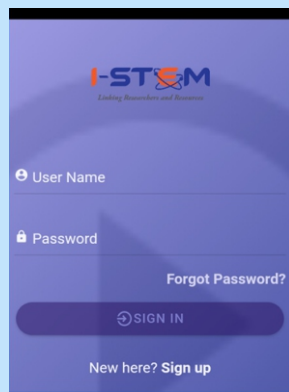 I-STEM
Linking Researchers and Resources
User Name
Password
Forgot Password?
SIGN IN
New here? Sign up